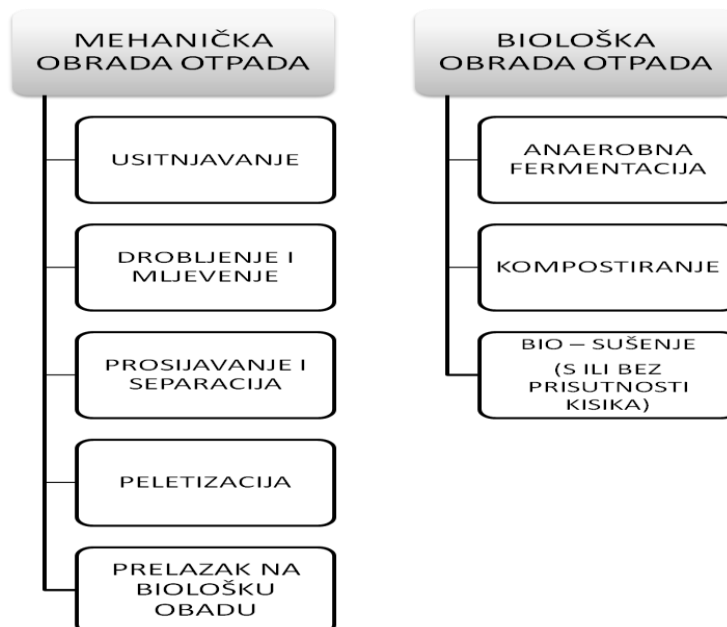 MEHANIČKA
OBRADA OTPADA
USITNJAVANJE
DROBLJENJE I
MLJEVENJE
PROSIJAVANJE I
SEPARACIJA
PELETIZACIJA
PRELAZAK NA
BIOLOŠKU
OBADU
BIOLOŠKA
OBRADA OTPADA
ANAEROBNA
FERMENTACIJA
KOMPOSTIRANJE
BIO – SUŠENJE
(S ILI BEZ
PRISUTNOSTI
KISIKA)